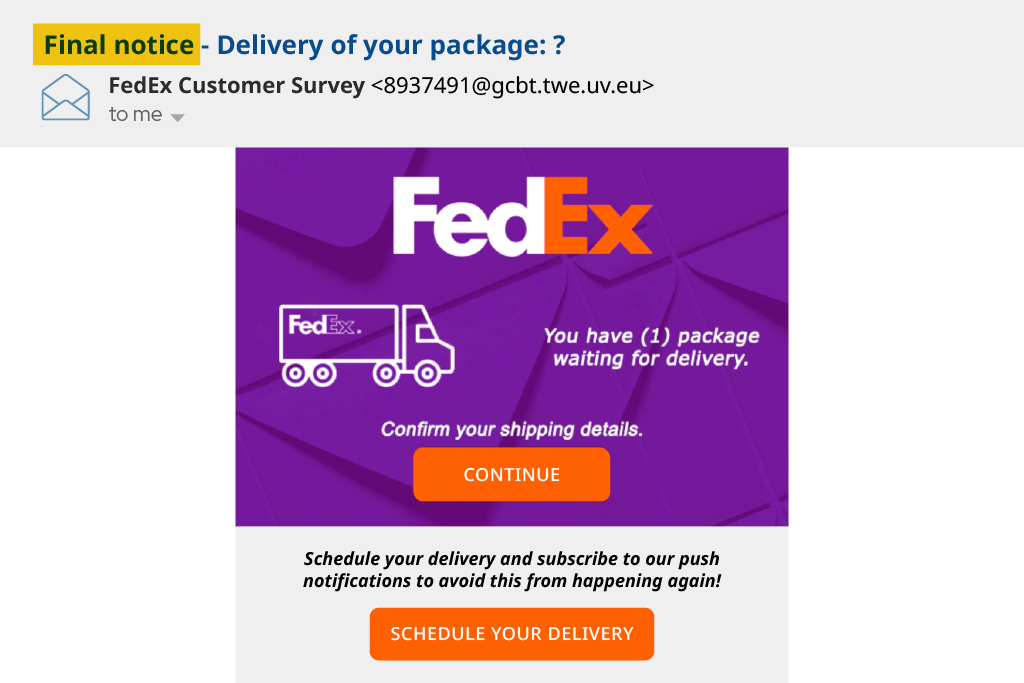 Final notice - Delivery of your package: ?
FedEx Customer Survey <8937491@gcbt.twe.uv.eu>
to me
FedEx
FedEx.
You have (1) package
waiting for delivery.
Confirm your shipping details.
CONTINUE
Schedule your delivery and subscribe to our push
notifications to avoid this from happening again!
SCHEDULE YOUR DELIVERY